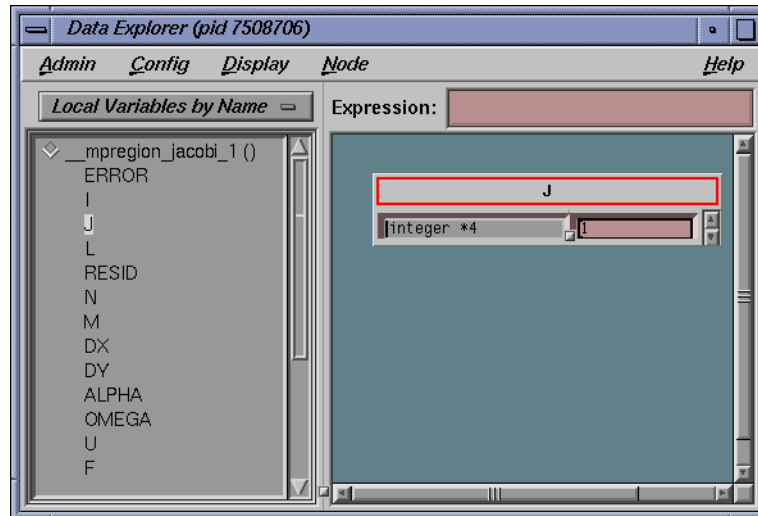 Data Explorer (pid 7508706)
Admin Config Display Node Help
Local Variables by Name
Expression:
__mpregion_jacobi_1 ()
ERROR
I
J
L
RESID
N
M
DX
DY
ALPHA
OMEGA
U
F
J
integer *4 1